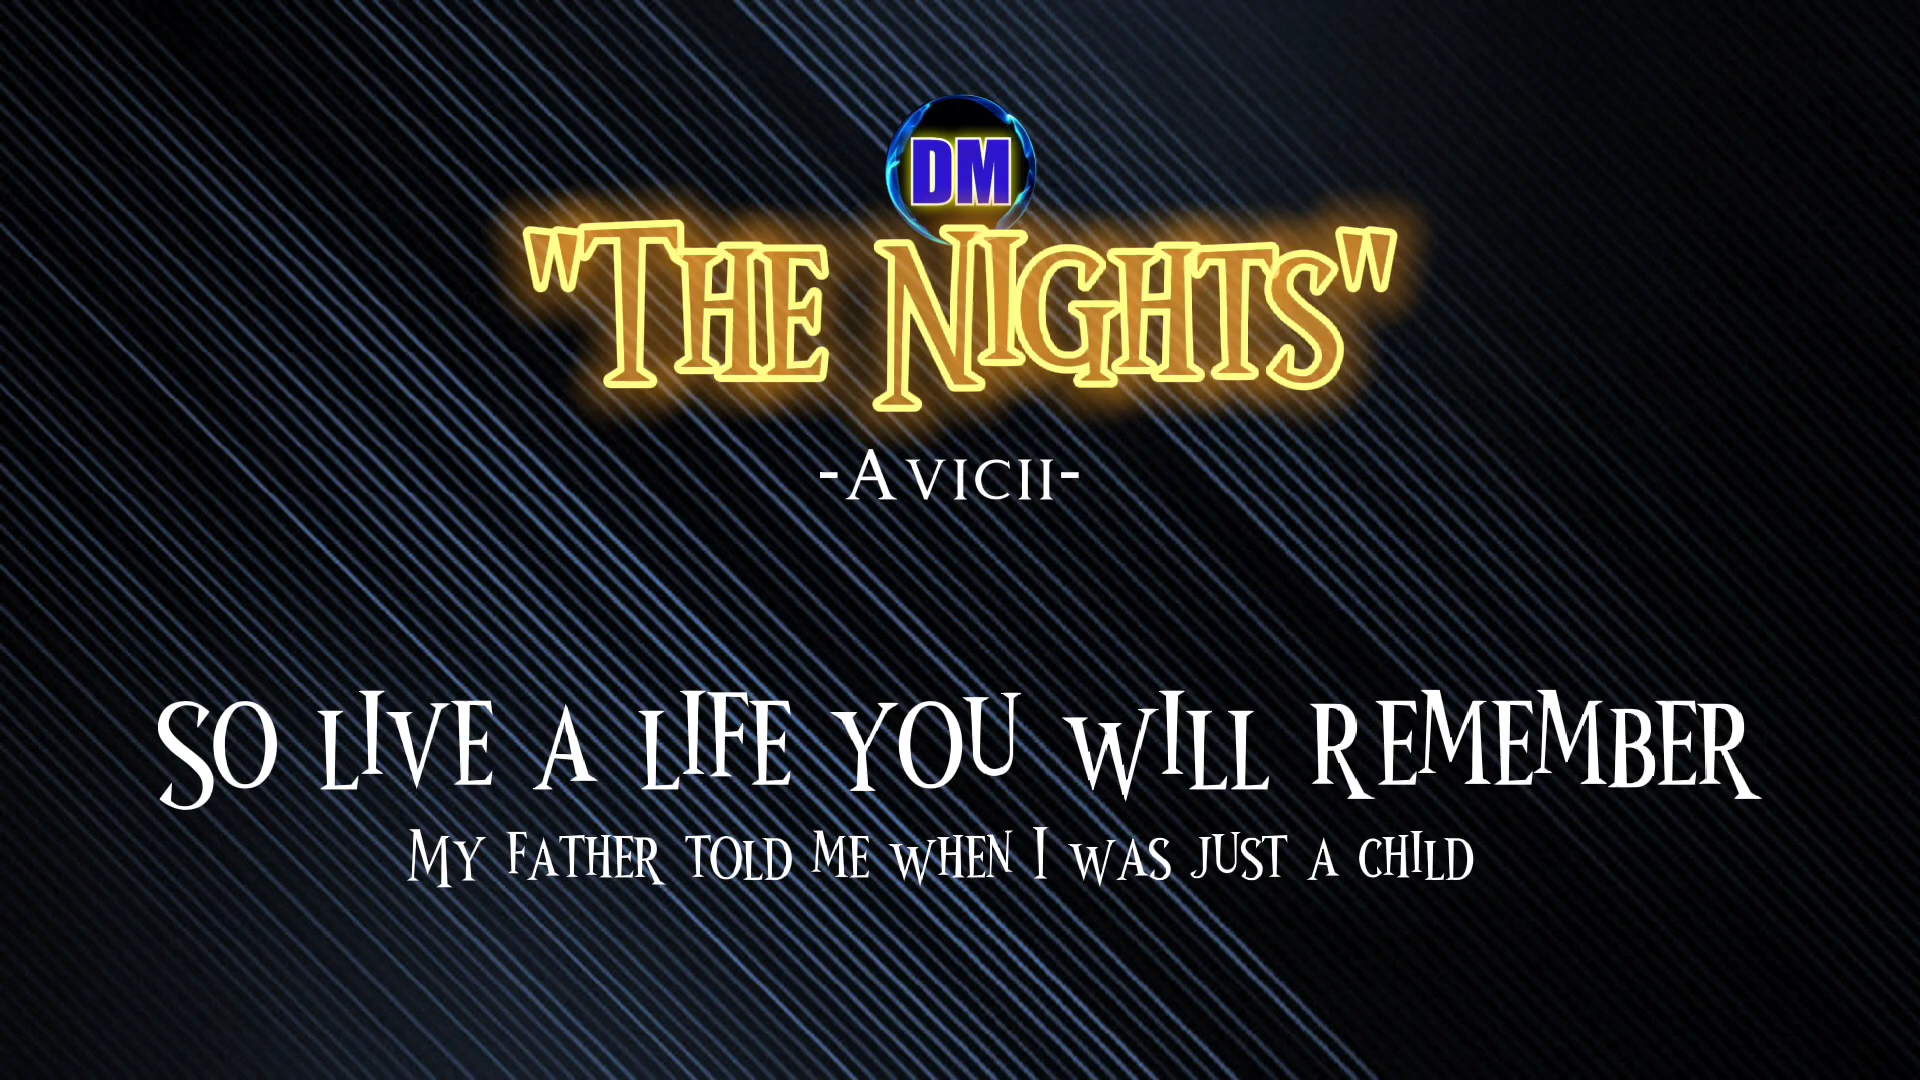 DM
"The Nights"
-Avicii-
So live a life you will remember
My father told me when I was just a child